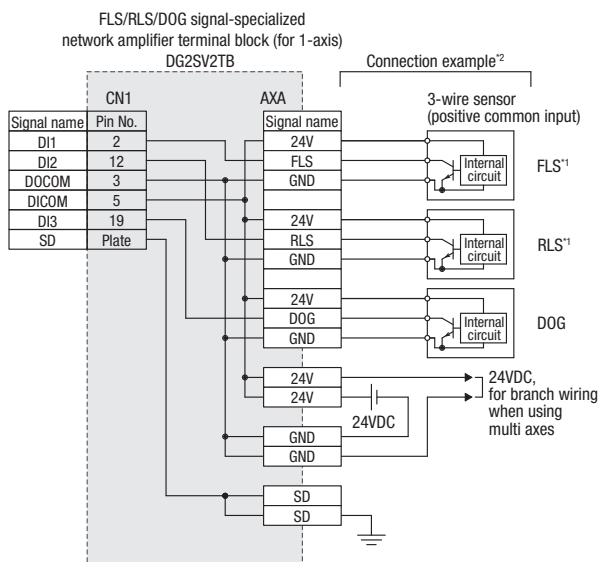 FLS/RLS/DOG signal-specialized
network amplifier terminal block (for 1-axis)
DG2SV2TB
Connection example*2
CN1
AXA
3-wire sensor
(positive common input)
Signal name Pin No.
DI1 2
DI2 12
DOCOM 3
DICOM 5
DI3 19
SD Plate
Signal name
24V
FLS
GND
24V
RLS
GND
24V
DOG
GND
24V
24V
GND
GND
SD
SD
Internal
circuit
FLS*1
Internal
circuit
RLS*1
Internal
circuit
DOG
24VDC
24VDC,
for branch wiring
when using
multi axes